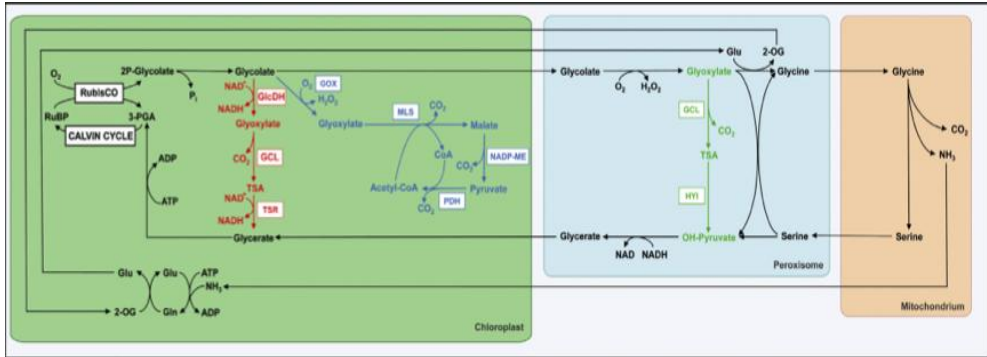 Glu 2-OG
O2 2P-Glycolate Glycolate Glycolate Glyoxylate Glycine Glycine
RubisCO Pi NAD+ GlcDH O2 GOX O2 H2O2
NADH H2O2 MLS CO2 GCL
RuBP 3-PGA Glyoxylate Glyoxylate Malate CO2 CO2
CALVIN CYCLE
ADP CO2 GCL CoA CO2 NADP-ME TSA NH3
ATP TSA Acetyl-CoA Pyruvate
NAD+ TSR CO2 PDH HYI
NADH
Glycerate Glycerate OH-Pyruvate Serine Serine
NAD NADH
Peroxisome
Glu Glu ATP
NH3
2-OG Gln ADP
Mitochondrium
Chloroplast